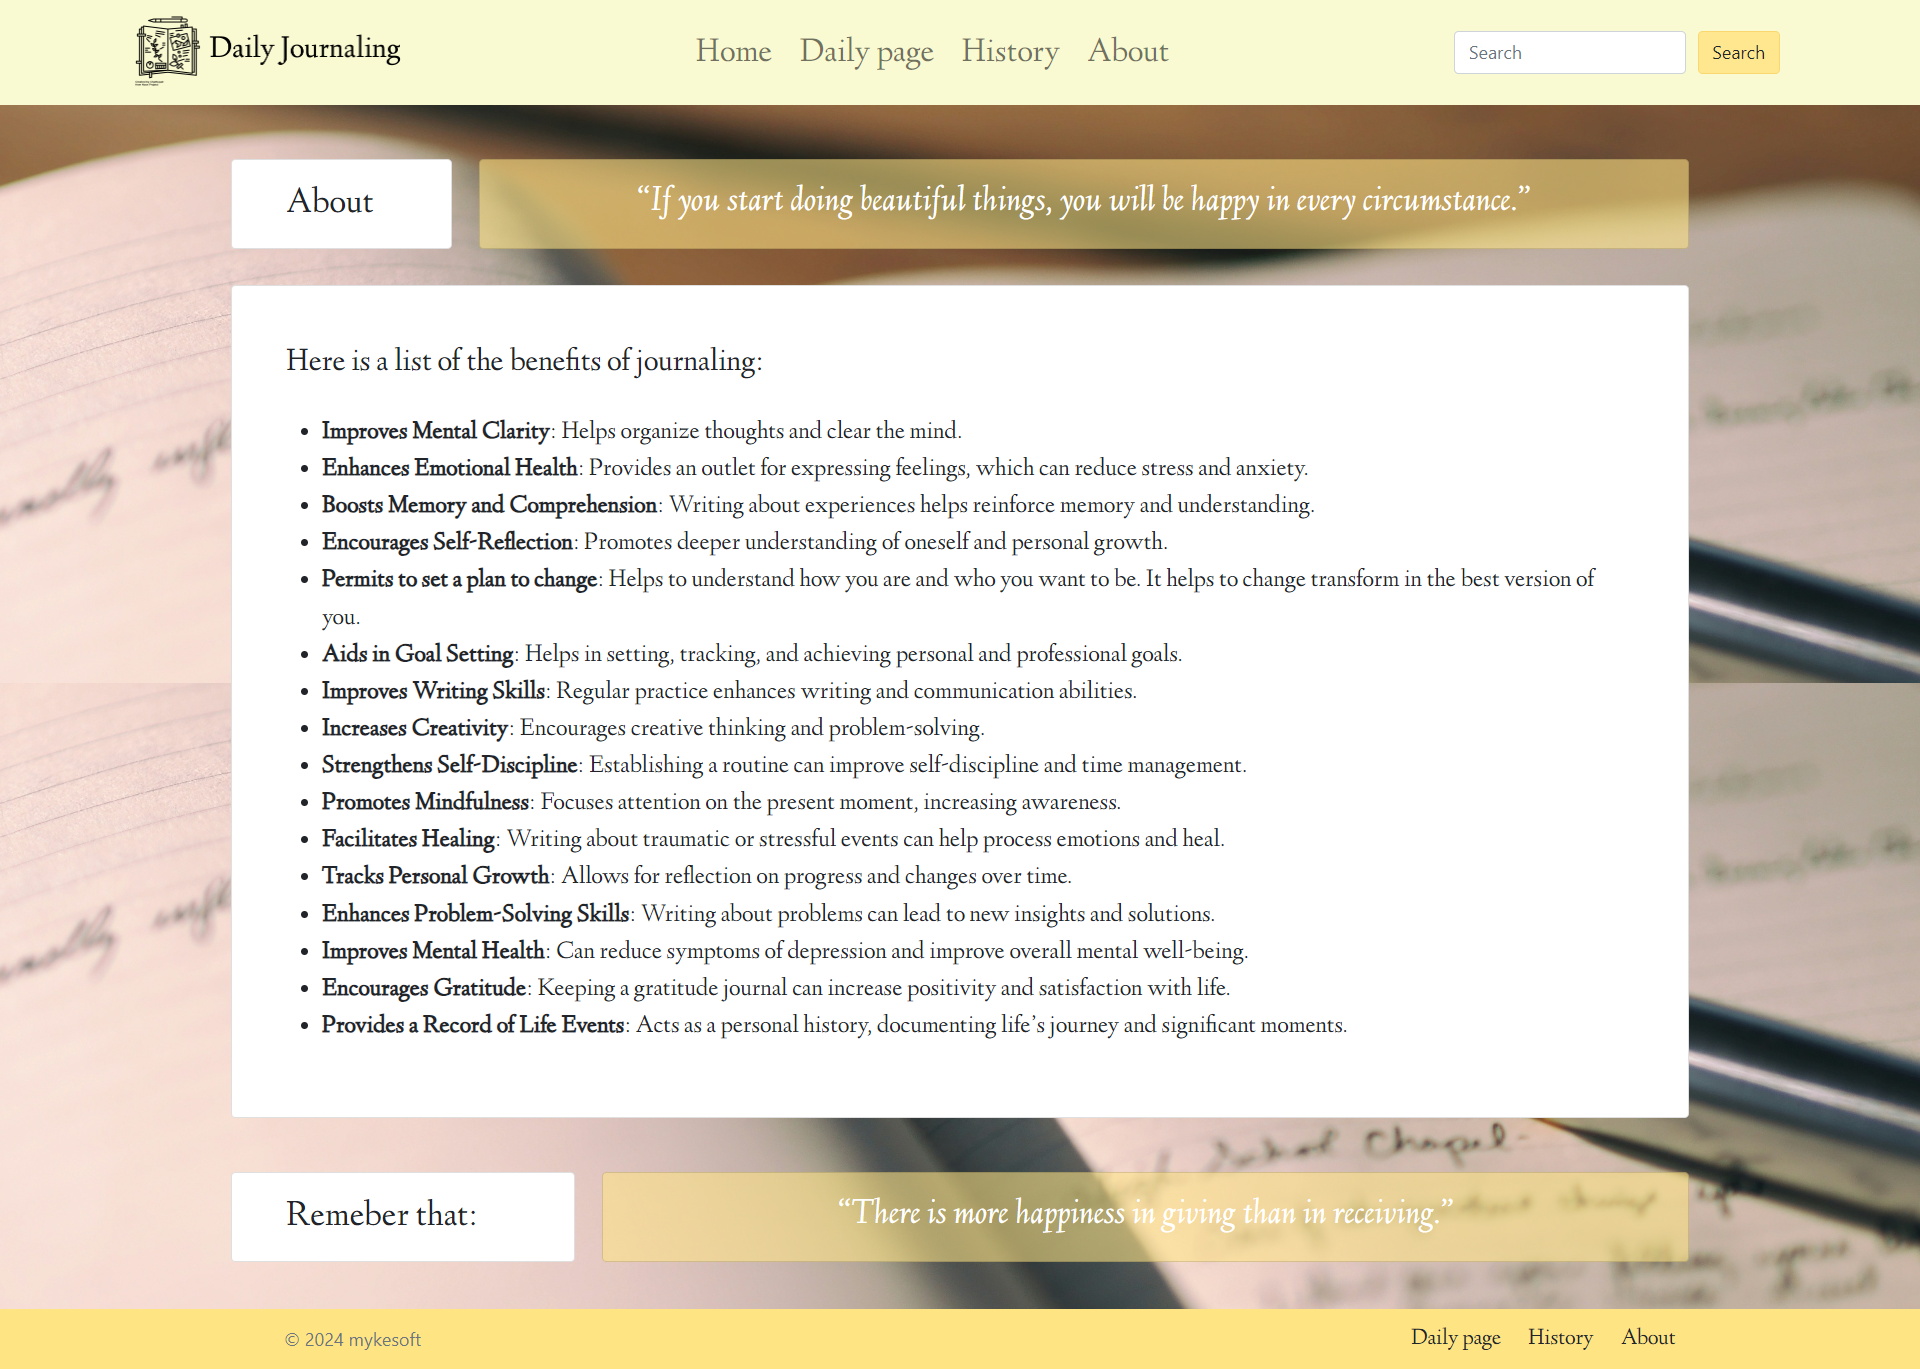 Daily Journaling
Home Daily page History About
Search Search
About
“If you start doing beautiful things, you will be happy in every circumstance.”
Here is a list of the benefits of journaling:
• Improves Mental Clarity: Helps organize thoughts and clear the mind.
• Enhances Emotional Health: Provides an outlet for expressing feelings, which can reduce stress and anxiety.
• Boosts Memory and Comprehension: Writing about experiences helps reinforce memory and understanding.
• Encourages Self-Reflection: Promotes deeper understanding of oneself and personal growth.
• Permits to set a plan to change: Helps to understand how you are and who you want to be. It helps to change transform in the best version of
you.
• Aids in Goal Setting: Helps in setting, tracking, and achieving personal and professional goals.
• Improves Writing Skills: Regular practice enhances writing and communication abilities.
• Increases Creativity: Encourages creative thinking and problem-solving.
• Strengthens Self-Discipline: Establishing a routine can improve self-discipline and time management.
• Promotes Mindfulness: Focuses attention on the present moment, increasing awareness.
• Facilitates Healing: Writing about traumatic or stressful events can help process emotions and heal.
• Tracks Personal Growth: Allows for reflection on progress and changes over time.
• Enhances Problem-Solving Skills: Writing about problems can lead to new insights and solutions.
• Improves Mental Health: Can reduce symptoms of depression and improve overall mental well-being.
• Encourages Gratitude: Keeping a gratitude journal can increase positivity and satisfaction with life.
• Provides a Record of Life Events: Acts as a personal history, documenting life’s journey and significant moments.
Chapel-
Remeber that:
“There is more happiness in giving than in receiving.”
© 2024 mykesoft
Daily page History About